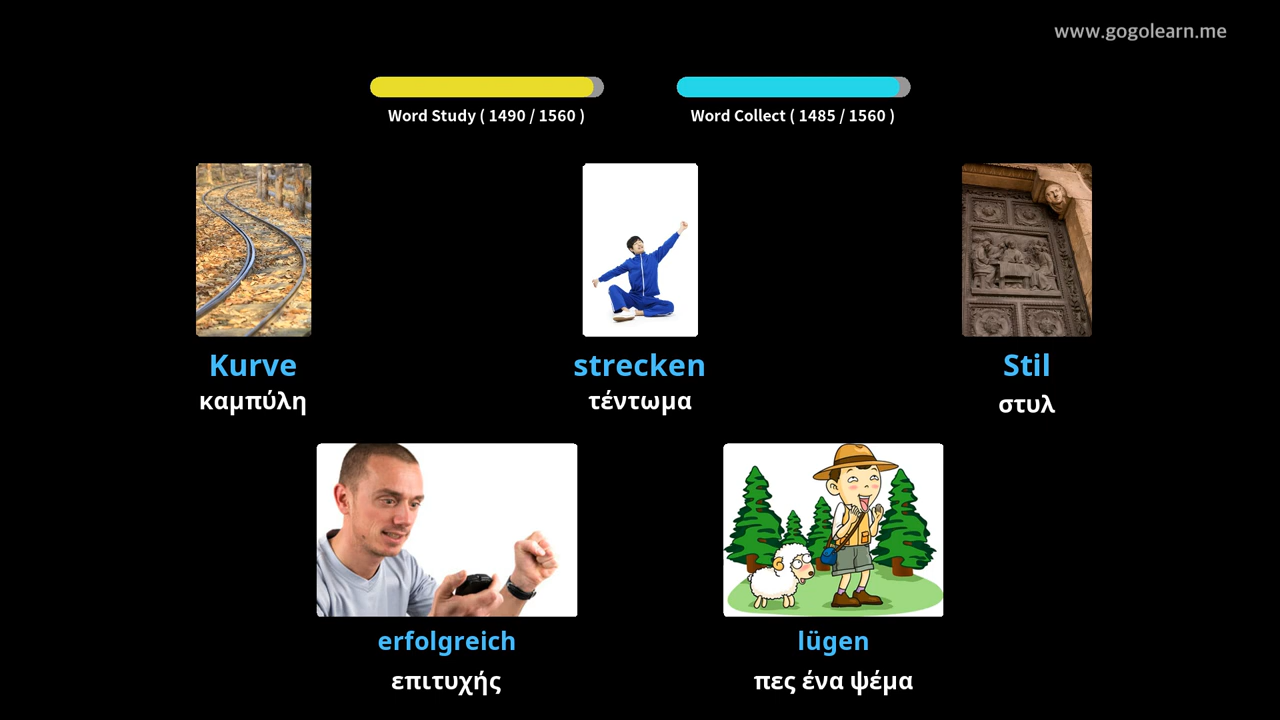 www.gogolearn.me
Word Study ( 1490 / 1560 )
Word Collect ( 1485 / 1560 )
Kurve
καμπύλη
strecken
τέντωμα
Stil
στυλ
erfolgreich
επιτυχής
lügen
πες ένα ψέμα